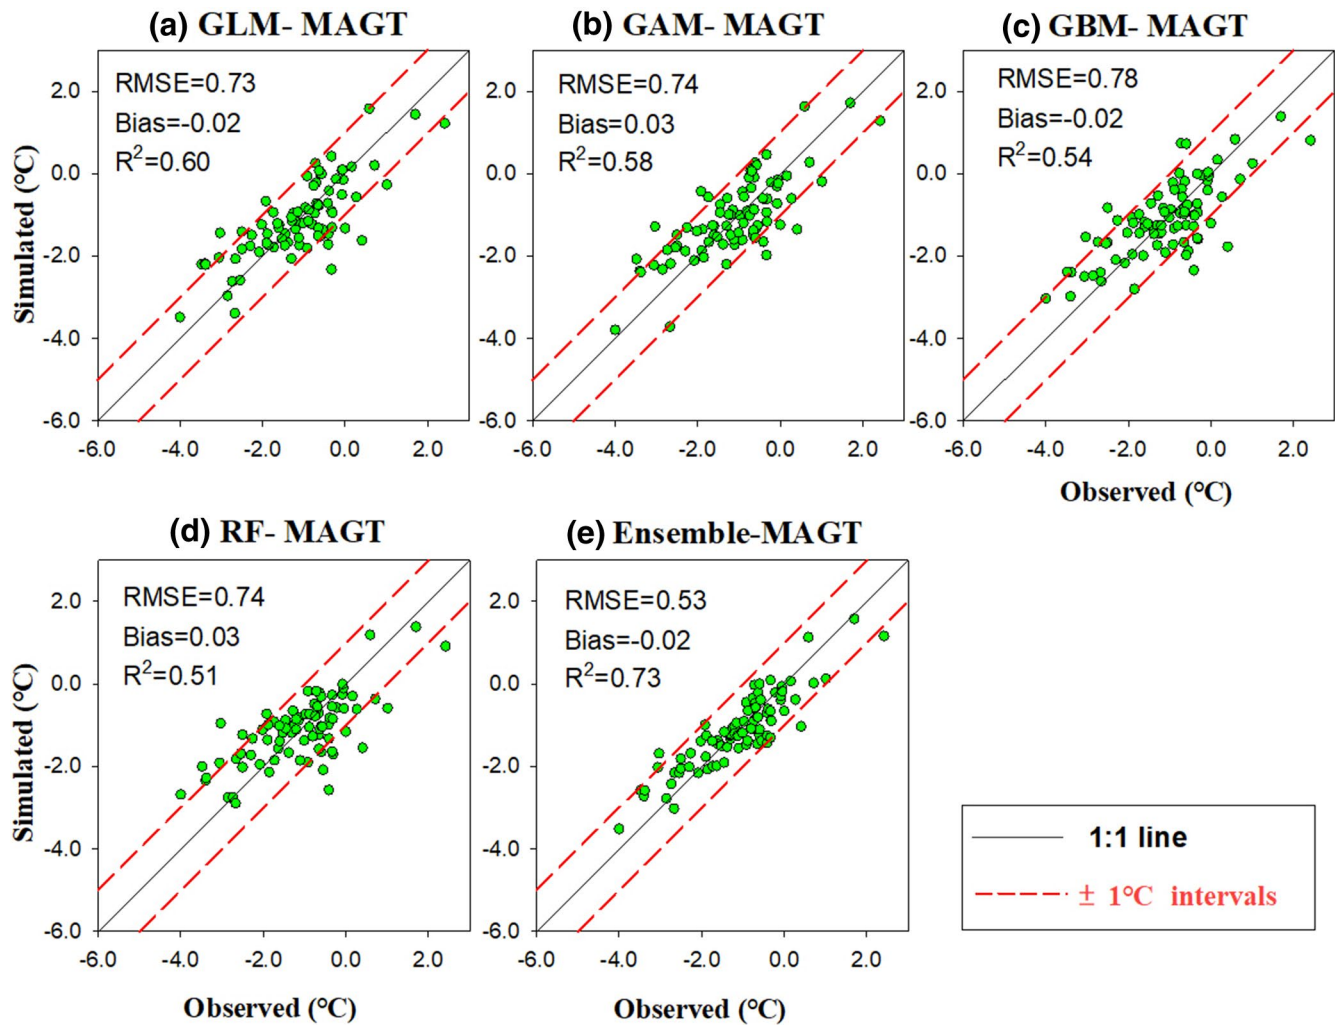 (a) GLM- MAGT
RMSE=0.73
Bias=-0.02
R²=0.60
2.0
0.0
-2.0
-4.0
-6.0
-6.0 -4.0 -2.0 0.0 2.0
Simulated (°C)
(b) GAM- MAGT
RMSE=0.74
Bias=0.03
R²=0.58
2.0
0.0
-2.0
-4.0
-6.0
-6.0 -4.0 -2.0 0.0 2.0
(c) GBM- MAGT
RMSE=0.78
Bias=-0.02
R²=0.54
2.0
0.0
-2.0
-4.0
-6.0
-6.0 -4.0 -2.0 0.0 2.0
Observed (°C)
(d) RF- MAGT
RMSE=0.74
Bias=0.03
R²=0.51
2.0
0.0
-2.0
-4.0
-6.0
-6.0 -4.0 -2.0 0.0 2.0
Simulated (°C)
Observed (°C)
(e) Ensemble-MAGT
RMSE=0.53
Bias=-0.02
R²=0.73
2.0
0.0
-2.0
-4.0
-6.0
-6.0 -4.0 -2.0 0.0 2.0
Observed (°C)
1:1 line
± 1°C intervals